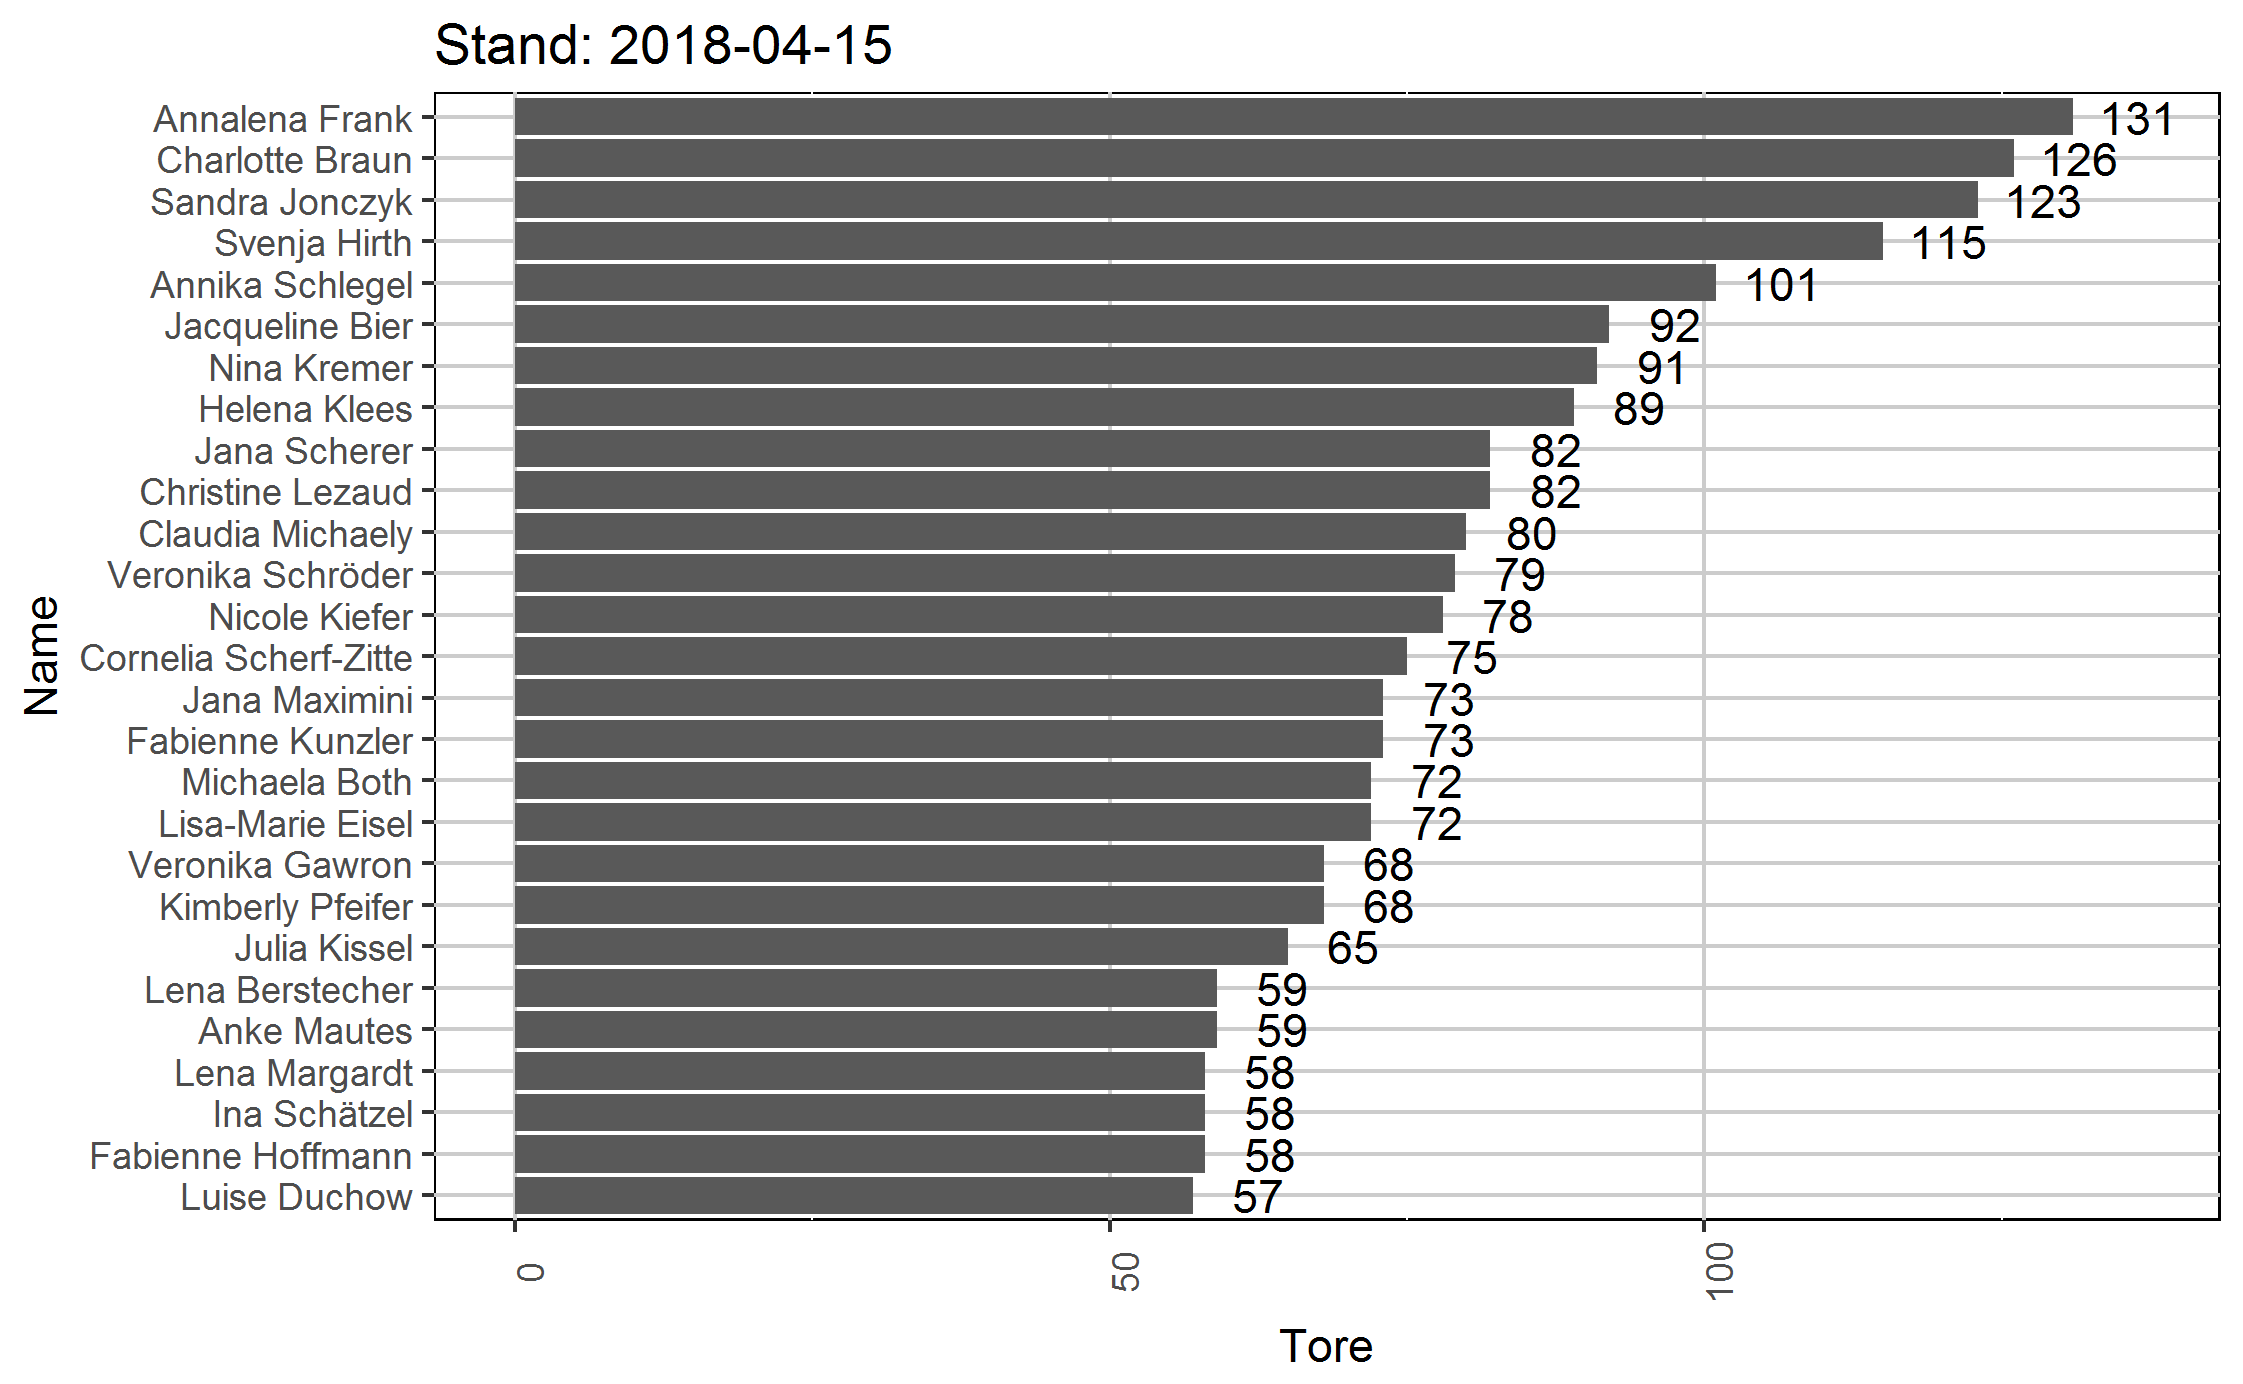 Stand: 2018-04-15
Name
Annalena Frank 131
Charlotte Braun 126
Sandra Jonczyk 123
Svenja Hirth 115
Annika Schlegel 101
Jacqueline Bier 92
Nina Kremer 91
Helena Klees 89
Jana Scherer 82
Christine Lezaud 82
Claudia Michaely 80
Veronika Schröder 79
Nicole Kiefer 78
Cornelia Scherf-Zitte 75
Jana Maximini 73
Fabienne Kunzler 73
Michaela Both 72
Lisa-Marie Eisel 72
Veronika Gawron 68
Kimberly Pfeifer 68
Julia Kissel 65
Lena Berstecher 59
Anke Mautes 59
Lena Margardt 58
Ina Schätzel 58
Fabienne Hoffmann 58
Luise Duchow 57
0 50 100
Tore